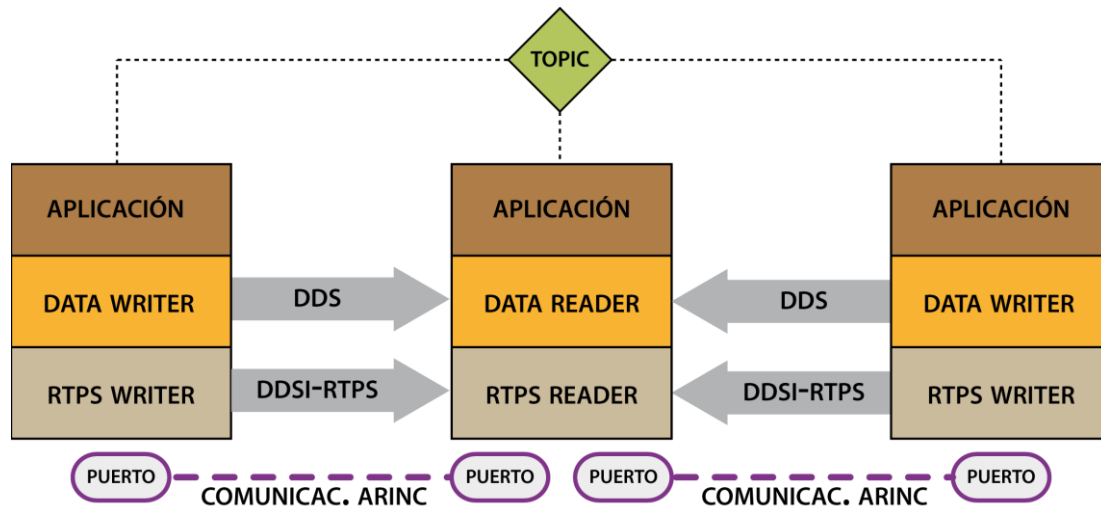 TOPIC
APLICACIÓN
APLICACIÓN
APLICACIÓN
DATA WRITER
DDS
DATA READER
DDS
DATA WRITER
RTPS WRITER
DDSI-RTPS
RTPS READER
DDSI-RTPS
RTPS WRITER
PUERTO
PUERTO
PUERTO
PUERTO
COMUNICAC. ARINC
COMUNICAC. ARINC